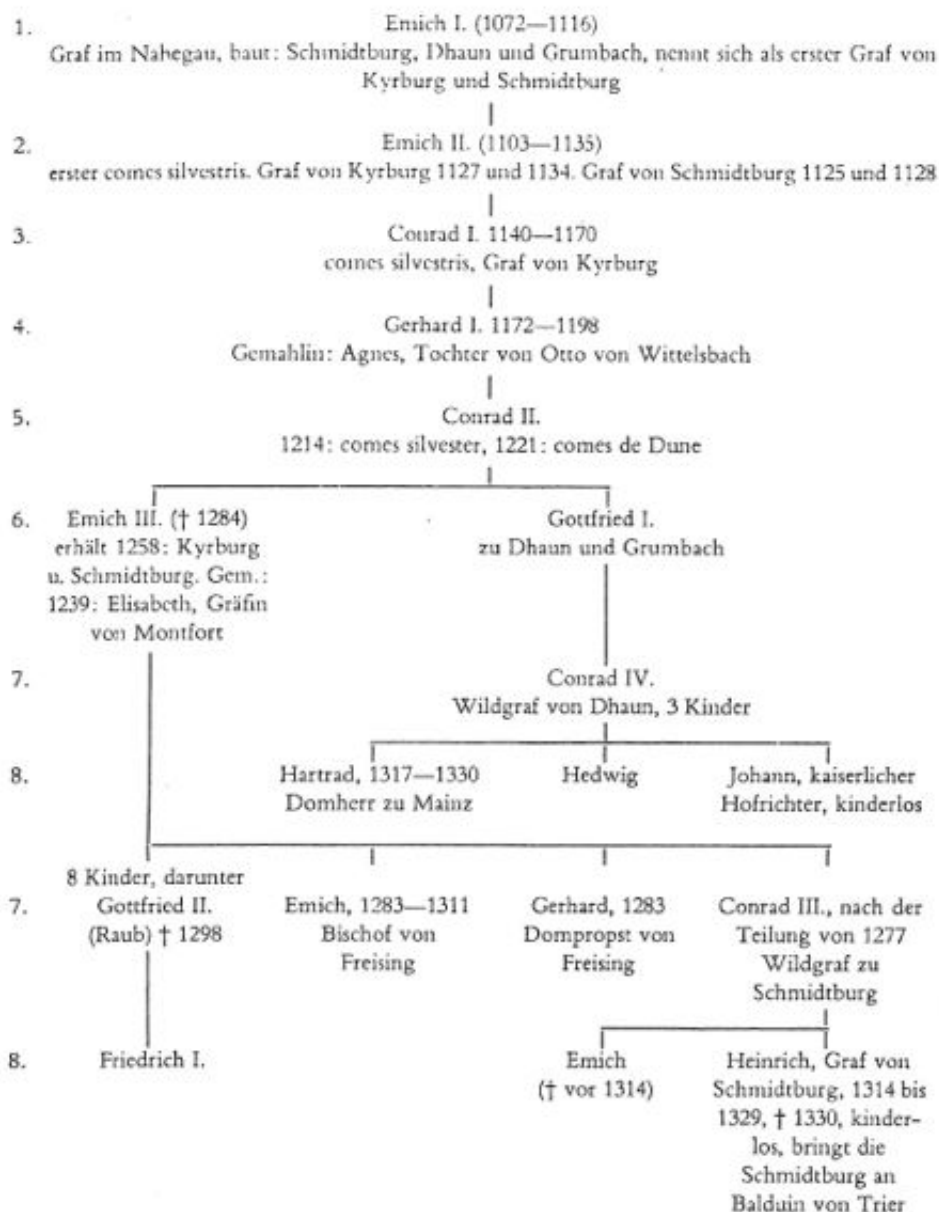 1. Emich I. (1072—1116)
Graf im Nahegau, baut: Schmidtburg, Dhaun und Grumbach, nennt sich als erster Graf von
Kyrburg und Schmidtburg
2. Emich II. (1103—1135)
erster comes silvestris. Graf von Kyrburg 1127 und 1134. Graf von Schmidtburg 1125 und 1128
3. Conrad I. 1140—1170
comes silvestris, Graf von Kyrburg
4. Gerhard I. 1172—1198
Gemahlin: Agnes, Tochter von Otto von Wittelsbach
5. Conrad II.
1214: comes silvester, 1221: comes de Dune
6. Emich III. († 1284)
erhält 1258: Kyrburg
u. Schmidtburg. Gem.:
1239: Elisabeth, Gräfin
von Montfort
Gottfried I.
zu Dhaun und Grumbach
7. Conrad IV.
Wildgraf von Dhaun, 3 Kinder
8. Hartrad, 1317—1330
Domherr zu Mainz
Hedwig
Johann, kaiserlicher
Hofrichter, kinderlos
8 Kinder, darunter
7. Gottfried II.
(Raub) † 1298
Emich, 1283—1311
Bischof von
Freising
Gerhard, 1283
Dompropst von
Freising
Conrad III., nach der
Teilung von 1277
Wildgraf zu
Schmidtburg
8. Friedrich I.
Emich
(† vor 1314)
Heinrich, Graf von
Schmidtburg, 1314 bis
1329, † 1330, kinder-
los, bringt die
Schmidtburg an
Balduin von Trier